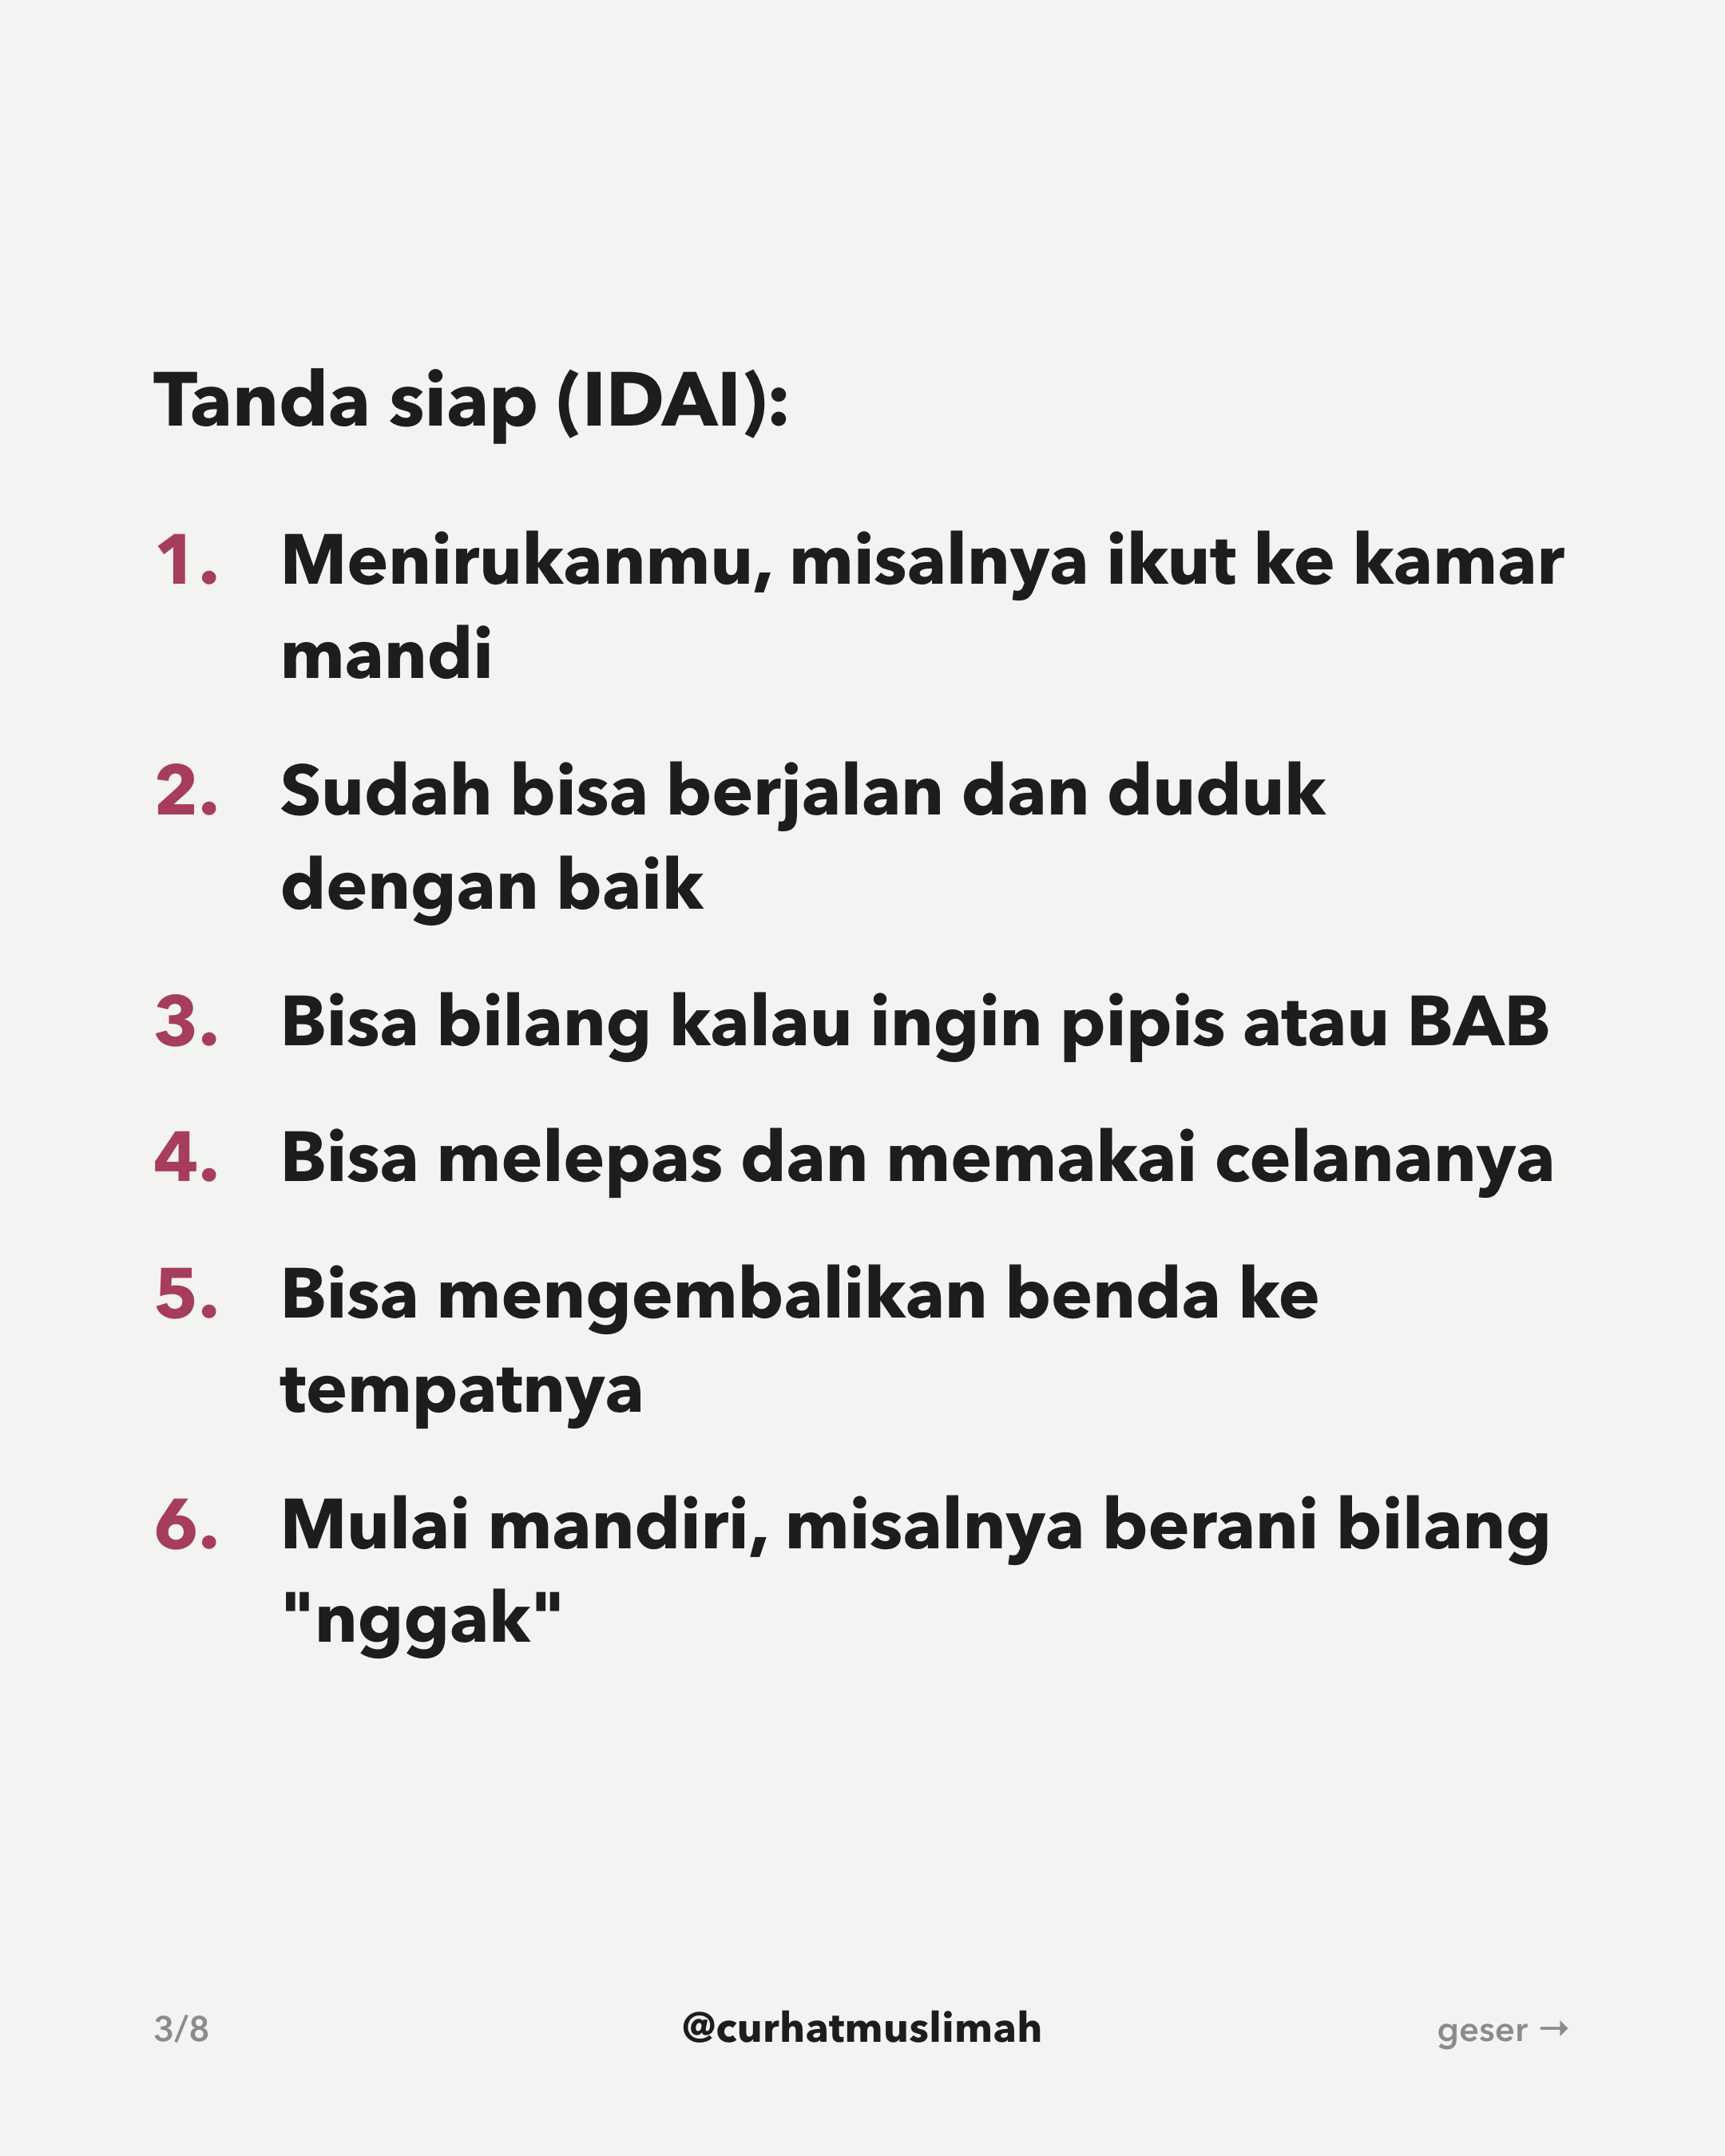 Tanda siap (IDAI):
1. Menirukanmu, misalnya ikut ke kamar
mandi
2. Sudah bisa berjalan dan duduk
dengan baik
3. Bisa bilang kalau ingin pipis atau BAB
4. Bisa melepas dan memakai celananya
5. Bisa mengembalikan benda ke
tempatnya
6. Mulai mandiri, misalnya berani bilang
"nggak"
3/8 @curhatmuslimah geser →